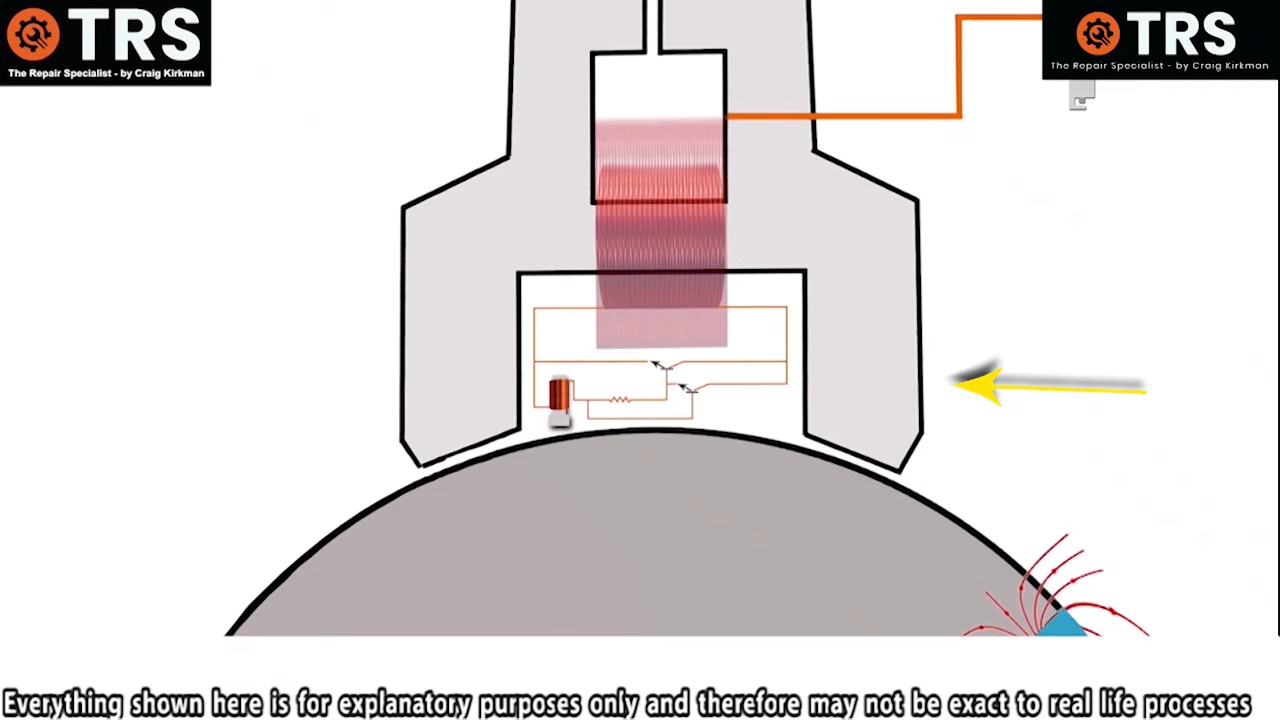 TRS
The Repair Specialist - by Craig Kirkman
TRS
The Repair Specialist - by Craig Kirkman
Everything shown here is for explanatory purposes only and therefore may not be exact to real life processes